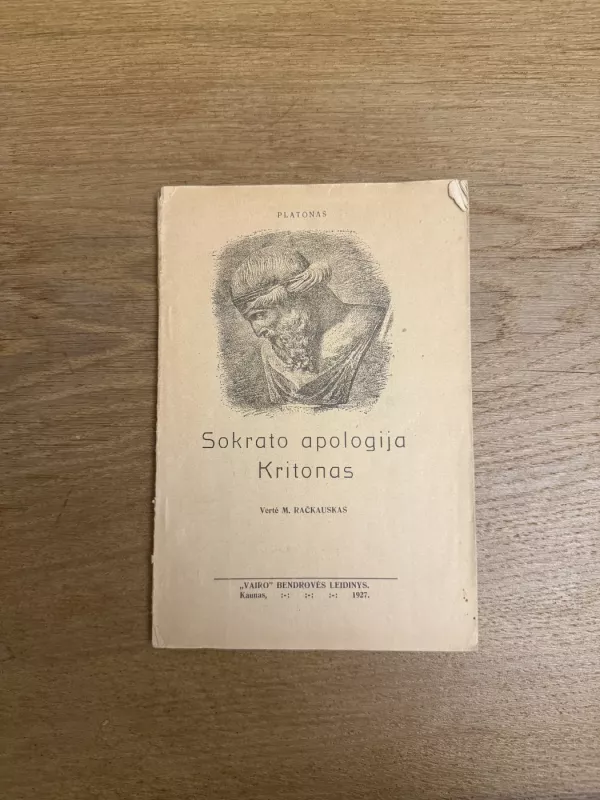 PLATONAS
Sokrato apologija
Kritonas
Vertė M. RAČKAUSKAS
„VAIRO” BENDROVĖS LEIDINYS.
Kaunas, :-: :-: :-: 1927.